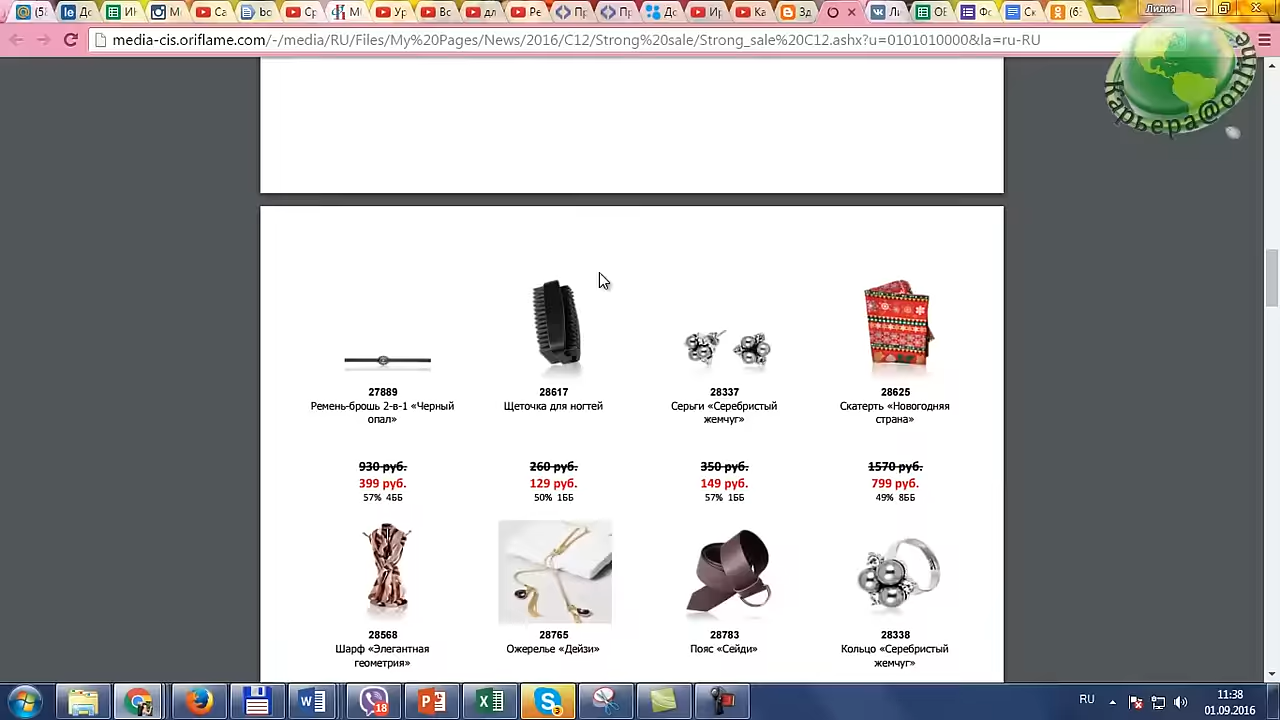 Лилия
media-cis.oriflame.com/-/media/RU/Files/My%20Pages/News/2016/C12/Strong%20sale/Strong_sale%20C12.ashx?u=0101010000&la=ru-RU
Карьера@online
27889
Ремень-брошь 2-в-1 «Черный
опал»
930 руб.
399 руб.
57% 4ББ
28617
Щеточка для ногтей
260 руб.
129 руб.
50% 1ББ
28337
Серьги «Серебристый
жемчуг»
350 руб.
149 руб.
57% 1ББ
28625
Скатерть «Новогодняя
страна»
1570 руб.
799 руб.
49% 8ББ
28568
Шарф «Элегантная
геометрия»
28765
Ожерелье «Дейзи»
28783
Пояс «Сейди»
28338
Кольцо «Серебристый
жемчуг»
18
3
RU
11:38
01.09.2016